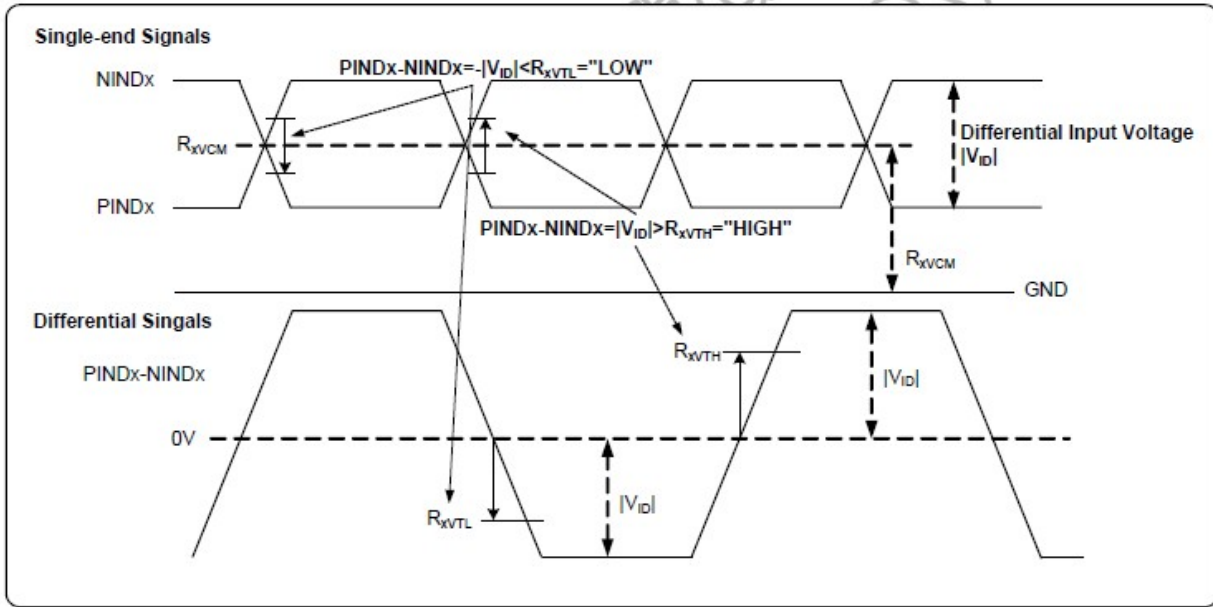 Single-end Signals
PINDx-NINDx=-|VID|<RxVTL="LOW"
NINDx
RxVCM
Differential Input Voltage
|VID|
PINDx
PINDx-NINDx=|VID|>RxVTH="HIGH"
RxVCM
GND
Differential Singals
RxVTH
|VID|
PINDx-NINDx
0V
|VID|
RxVTL